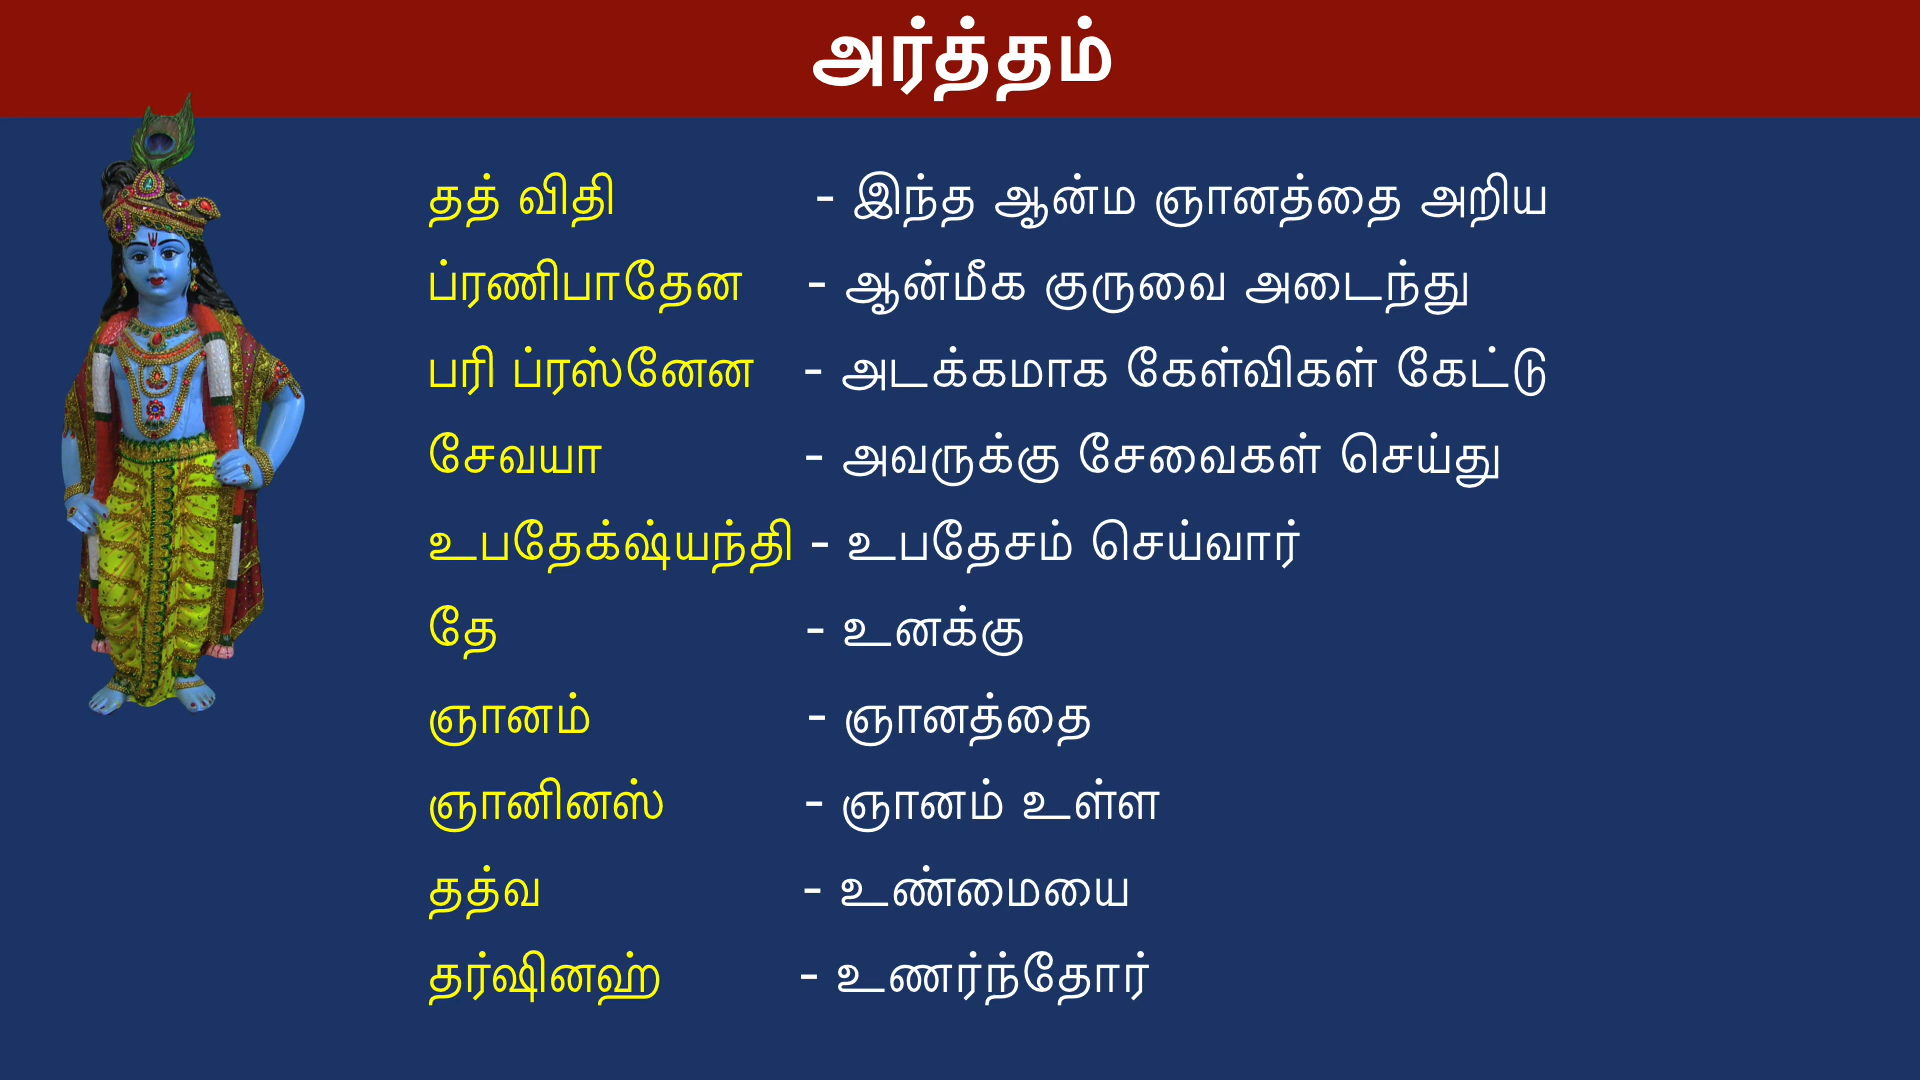 அர்த்தம்
தத் விதி - இந்த ஆன்ம ஞானத்தை அறிய
ப்ரணிபாதேன - ஆன்மீக குருவை அடைந்து
பரி ப்ரஸ்னேன - அடக்கமாக கேள்விகள் கேட்டு
சேவயா - அவருக்கு சேவைகள் செய்து
உபதேக்ஷ்யந்தி - உபதேசம் செய்வார்
தே - உனக்கு
ஞானம் - ஞானத்தை
ஞானினஸ் - ஞானம் உள்ள
தத்வ - உண்மையை
தர்ஷினஹ் - உணர்ந்தோர்